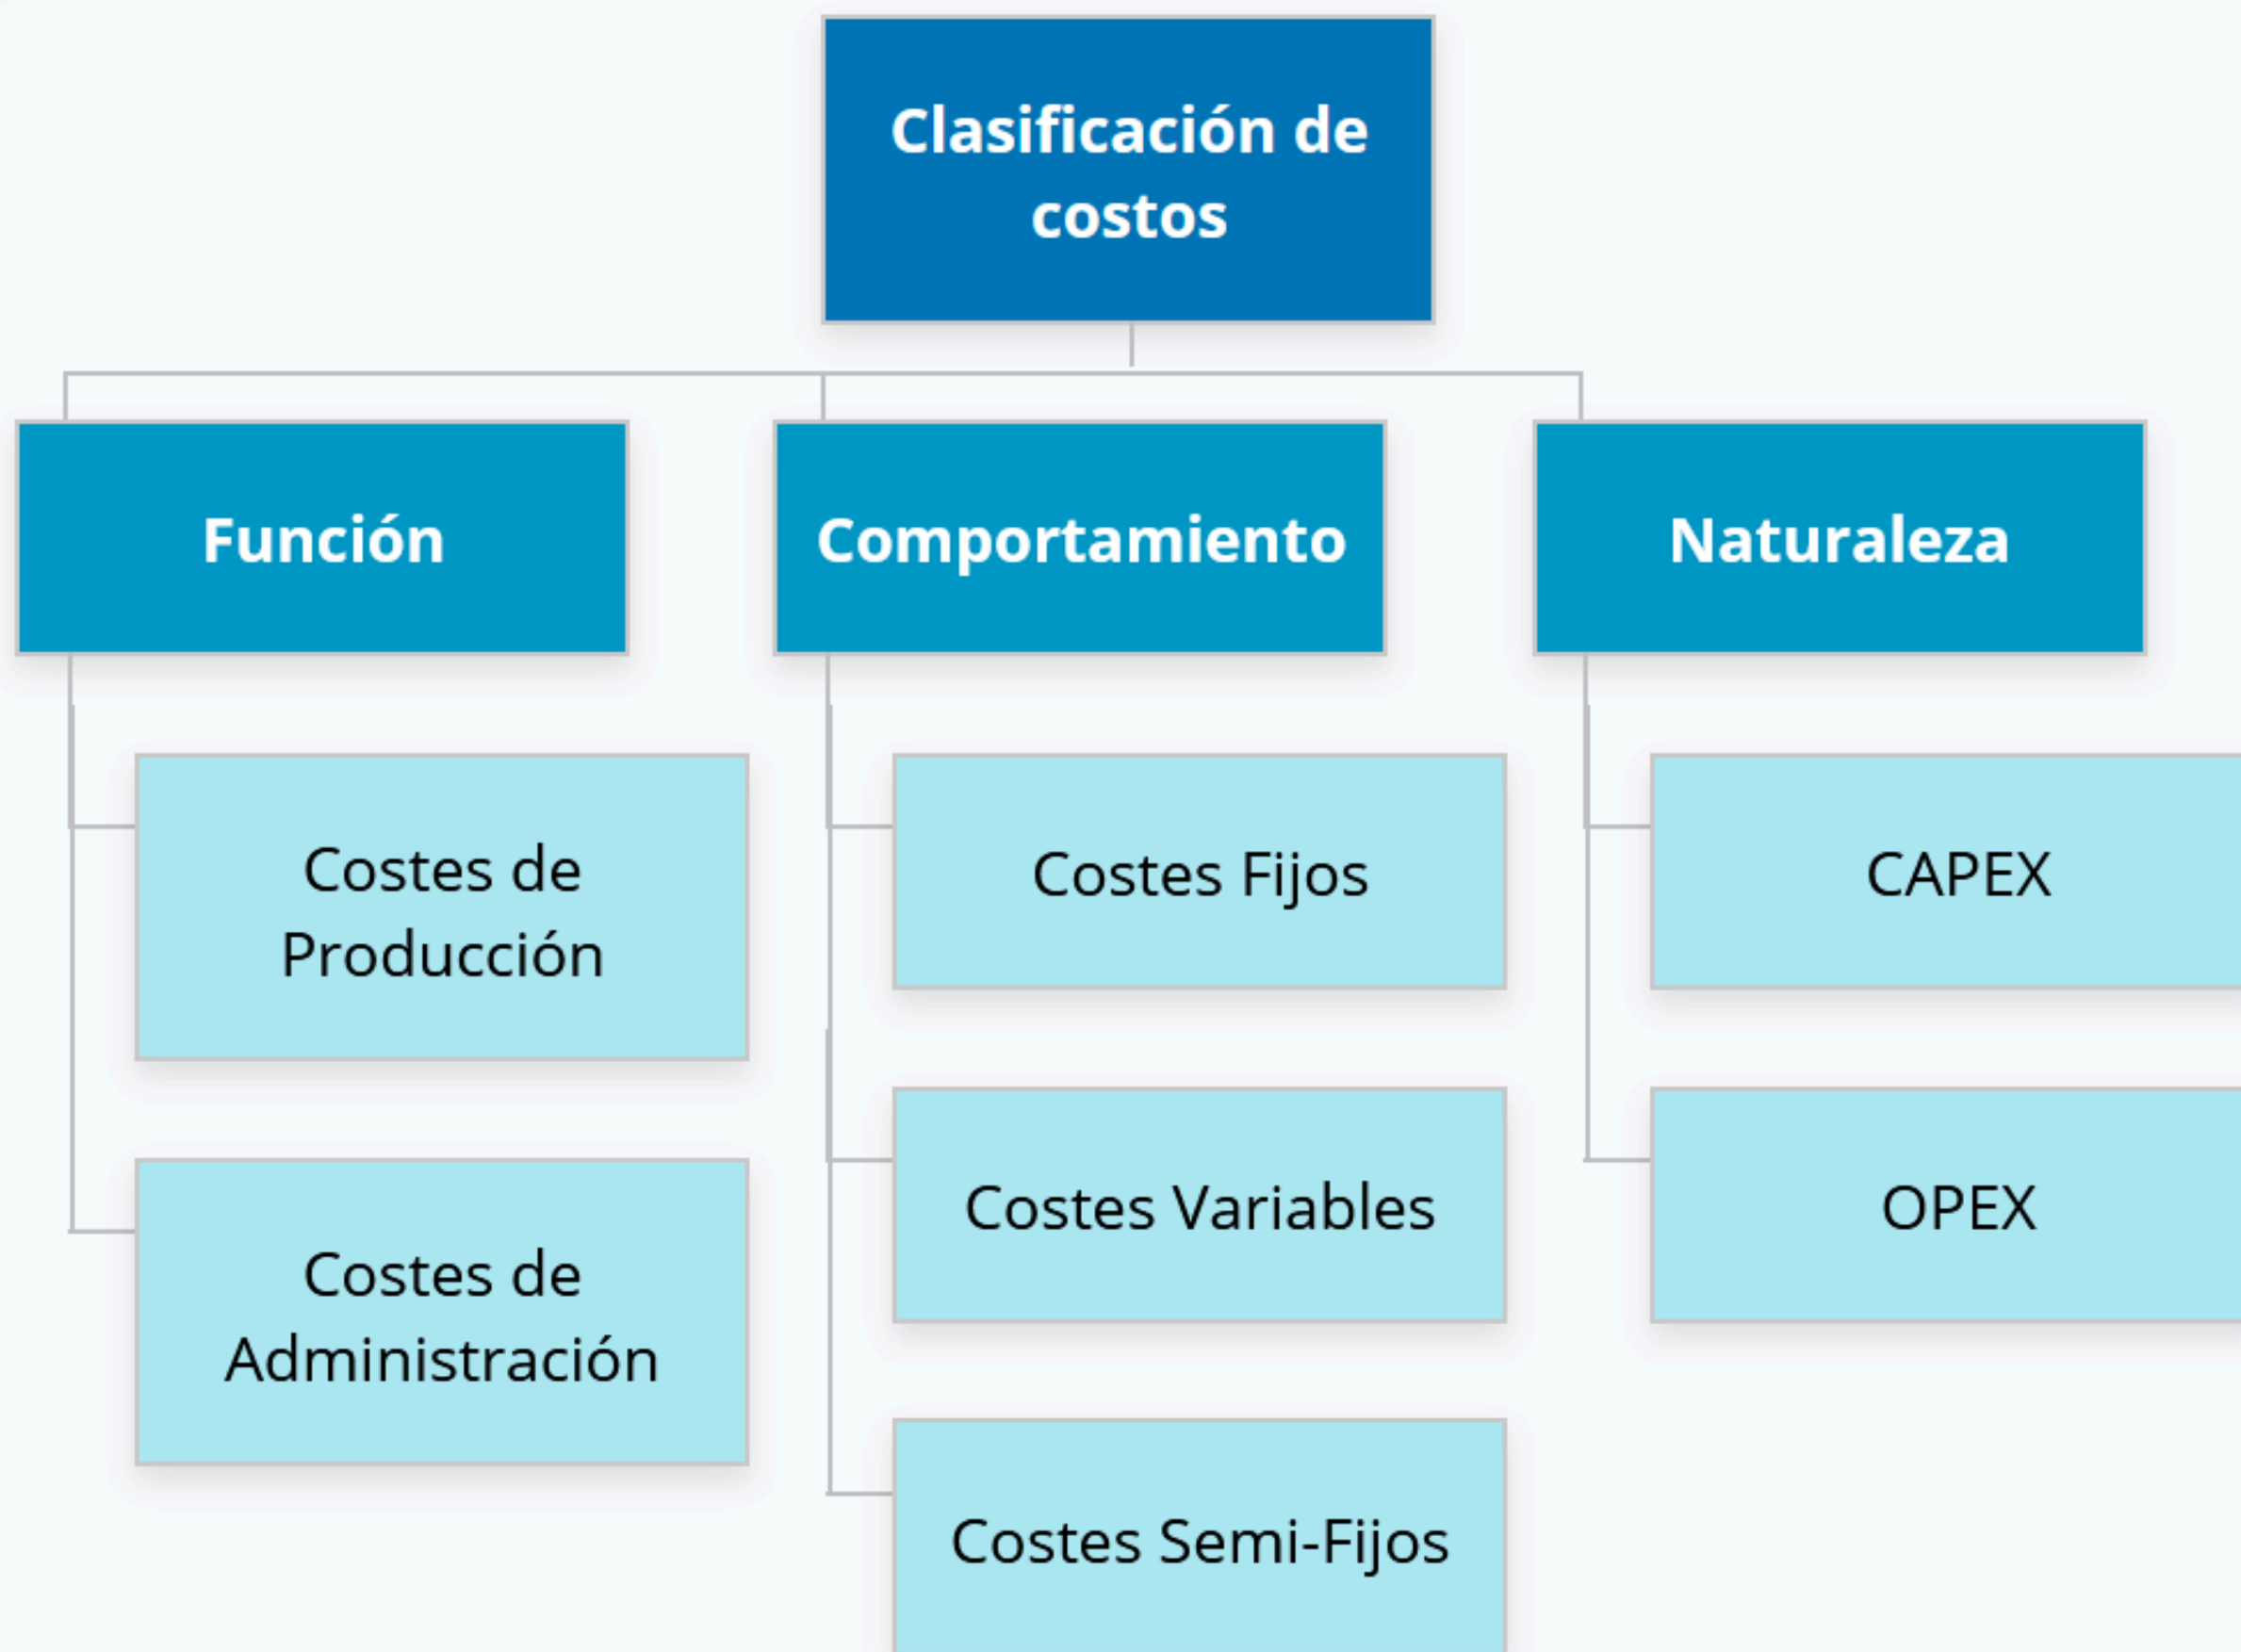 Clasificación de
costos
Función
Comportamiento
Naturaleza
Costes de
Producción
Costes Fijos
CAPEX
Costes de
Administración
Costes Variables
OPEX
Costes Semi-Fijos